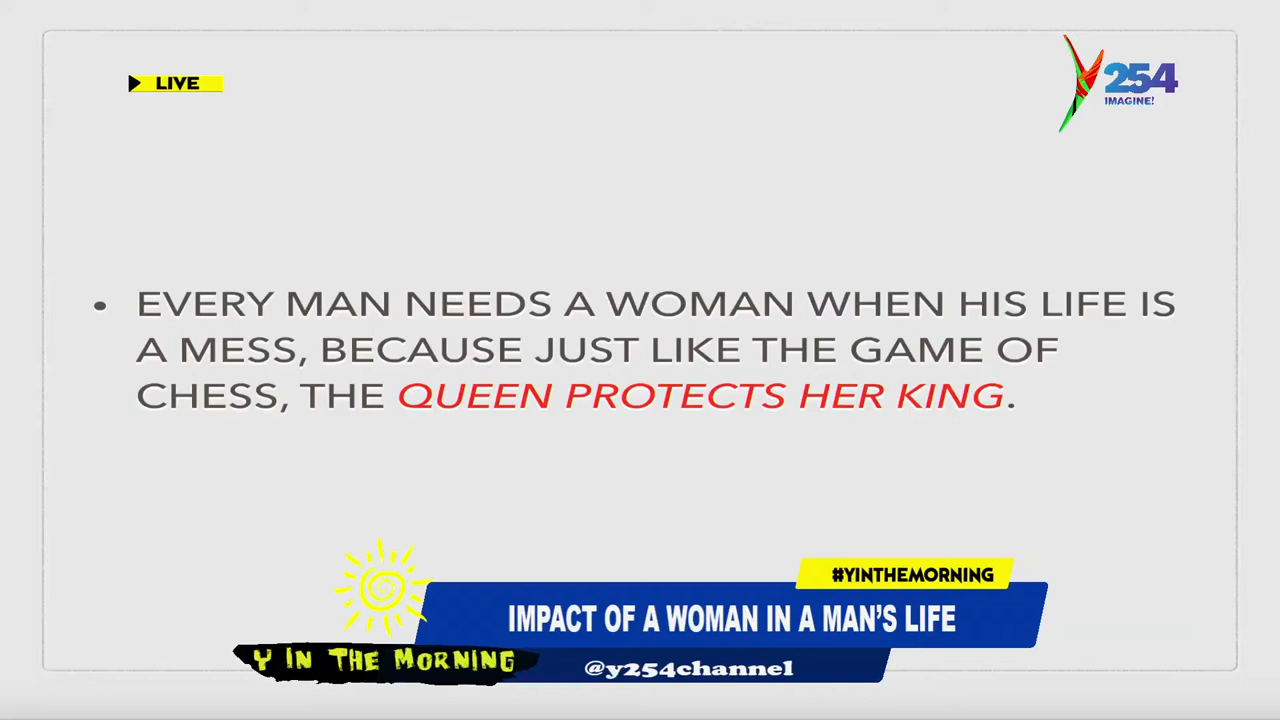 LIVE
254
IMAGINE!
• EVERY MAN NEEDS A WOMAN WHEN HIS LIFE IS
A MESS, BECAUSE JUST LIKE THE GAME OF
CHESS, THE QUEEN PROTECTS HER KING.
#YINTHEMORNING
IMPACT OF A WOMAN IN A MAN'S LIFE
Y IN THE MORNING
@y254channel